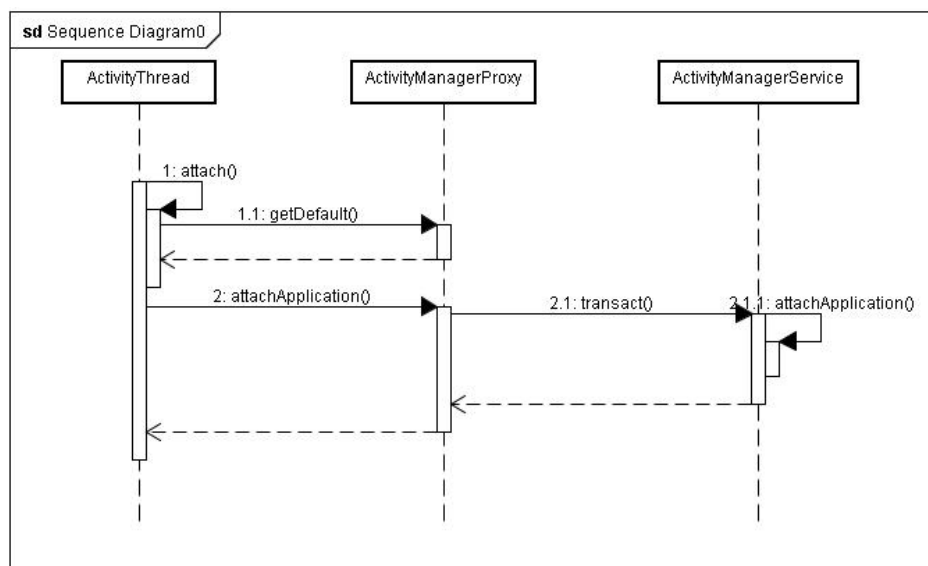 sd Sequence Diagram0
ActivityThread
ActivityManagerProxy
ActivityManagerService
1: attach()
1.1: getDefault()
2: attachApplication()
2.1: transact()
2.1.1: attachApplication()